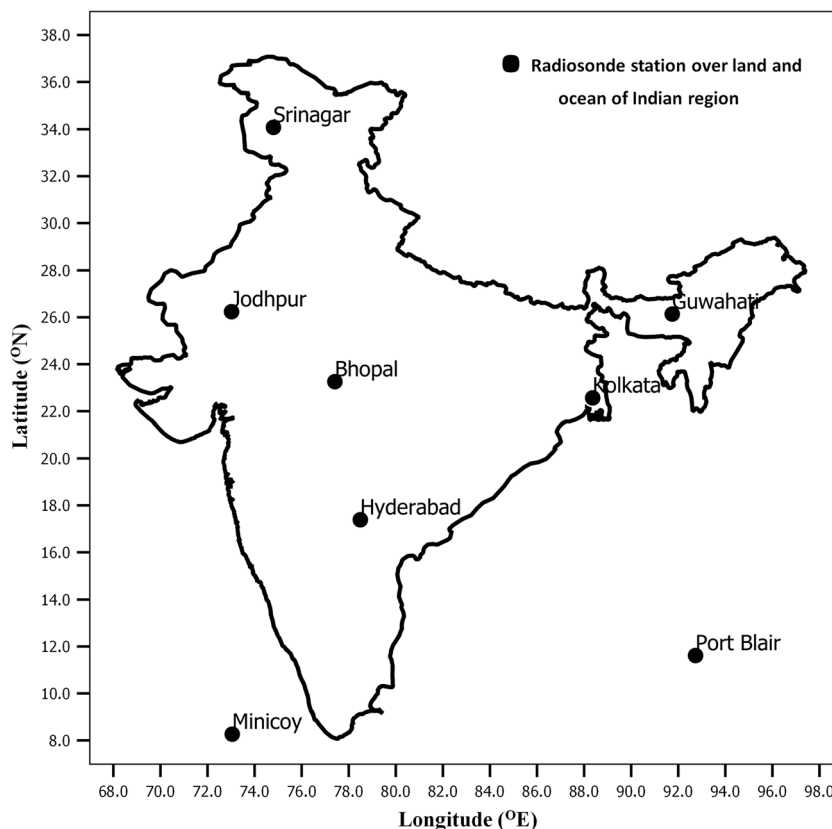 38.0
36.0
34.0
32.0
30.0
28.0
26.0
24.0
22.0
20.0
18.0
16.0
14.0
12.0
10.0
8.0
Latitude (ᴼN)
Radiosonde station over land and
ocean of Indian region
Srinagar
Jodhpur
Guwahati
Bhopal
Kolkata
Hyderabad
Port Blair
Minicoy
68.0 70.0 72.0 74.0 76.0 78.0 80.0 82.0 84.0 86.0 88.0 90.0 92.0 94.0 96.0 98.0
Longitude (ᴼE)